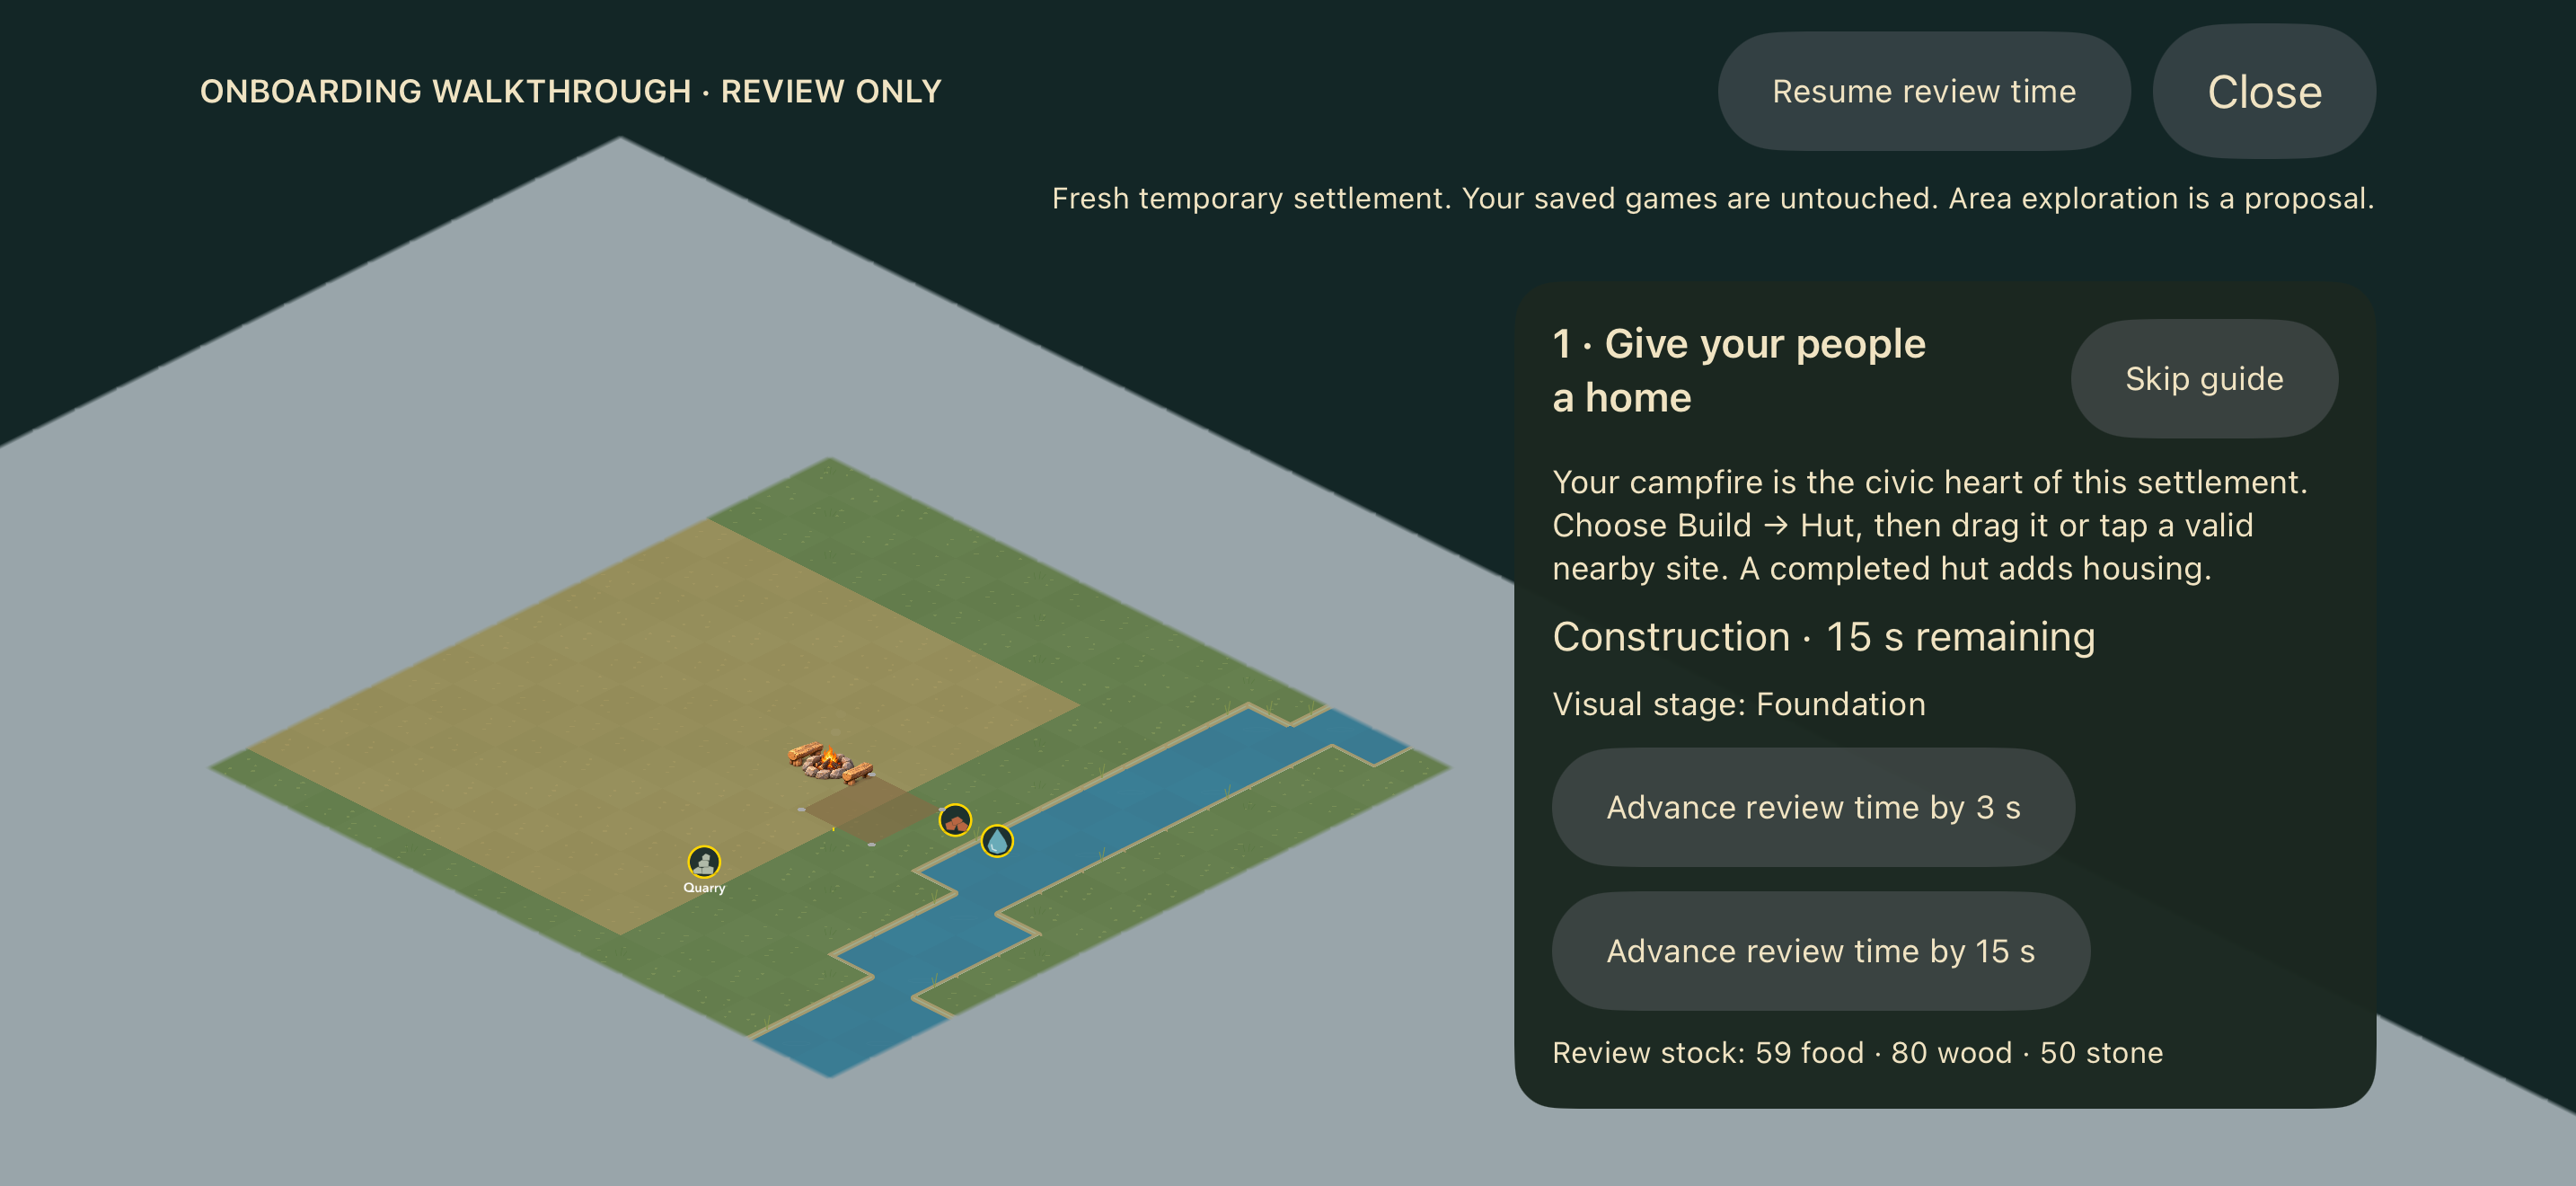 ONBOARDING WALKTHROUGH · REVIEW ONLY
Resume review time
Close
Fresh temporary settlement. Your saved games are untouched. Area exploration is a proposal.
1 · Give your people
a home
Skip guide
Your campfire is the civic heart of this settlement.
Choose Build → Hut, then drag it or tap a valid
nearby site. A completed hut adds housing.
Construction · 15 s remaining
Visual stage: Foundation
Advance review time by 3 s
Advance review time by 15 s
Review stock: 59 food · 80 wood · 50 stone
Quarry